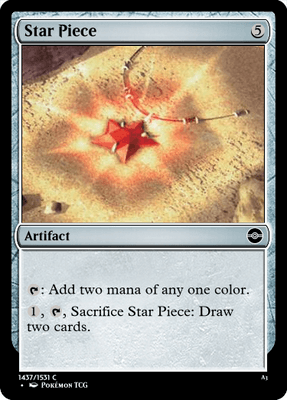 Star Piece 5
Artifact
: Add two mana of any one color.
1, , Sacrifice Star Piece: Draw
two cards.
1437/1531 C A1
• Pokémon TCG